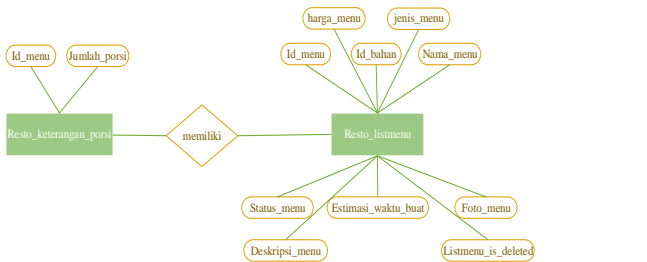 harga_menu
jenis_menu
Id_menu
Jumlah_porsi
Id_menu
Id_bahan
Nama_menu
Resto_keterangan_porsi
memiliki
Resto_listmenu
Status_menu
Estimasi_waktu_buat
Foto_menu
Deskripsi_menu
Listmenu_is_deleted